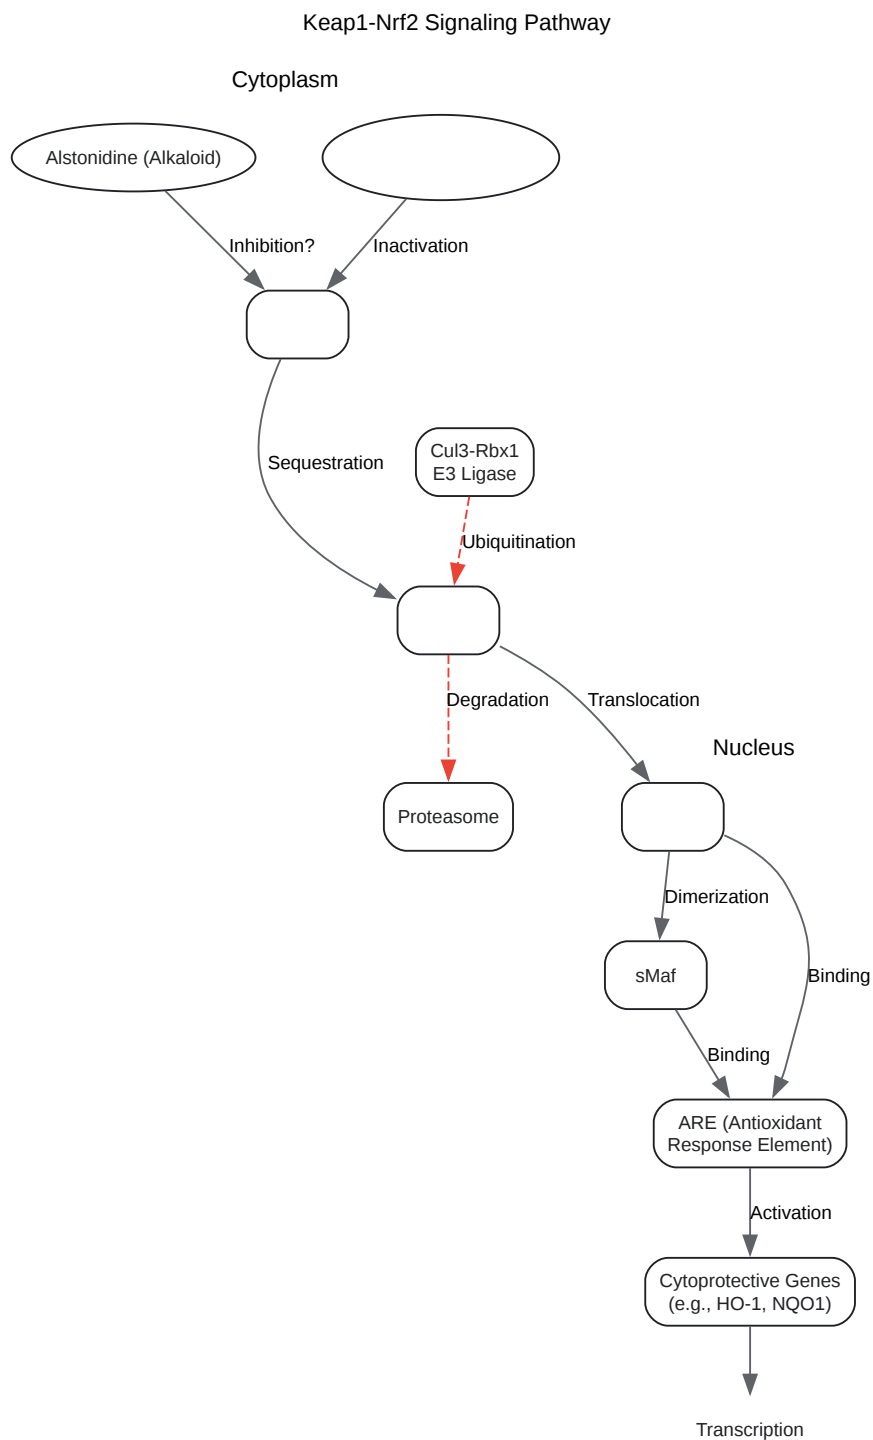 Keap1-Nrf2 Signaling Pathway
Cytoplasm
Alstonidine (Alkaloid)
Inhibition?
Inactivation
Sequestration
Cul3-Rbx1
E3 Ligase
Ubiquitination
Degradation
Translocation
Nucleus
Proteasome
Dimerization
sMaf
Binding
Binding
ARE (Antioxidant
Response Element)
Activation
Cytoprotective Genes
(e.g., HO-1, NQO1)
Transcription